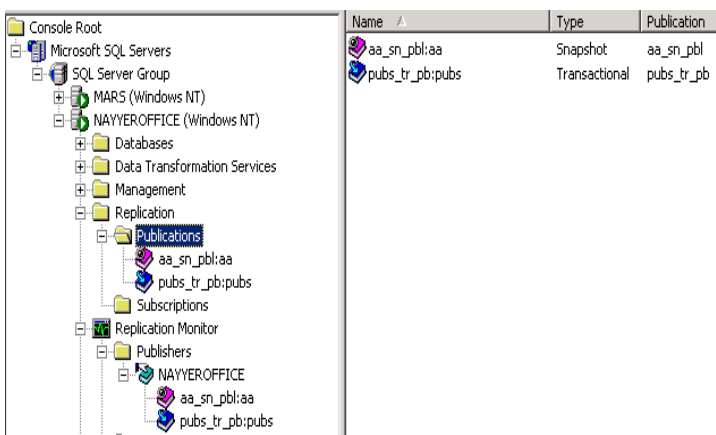 Console Root
Microsoft SQL Servers
SQL Server Group
MARS (Windows NT)
NAYYEROFFICE (Windows NT)
Databases
Data Transformation Services
Management
Replication
Publications
aa_sn_pbl:aa
pubs_tr_pb:pubs
Subscriptions
Replication Monitor
Publishers
NAYYEROFFICE
aa_sn_pbl:aa
pubs_tr_pb:pubs
Name Type Publication
aa_sn_pbl:aa Snapshot aa_sn_pbl
pubs_tr_pb:pubs Transactional pubs_tr_pb